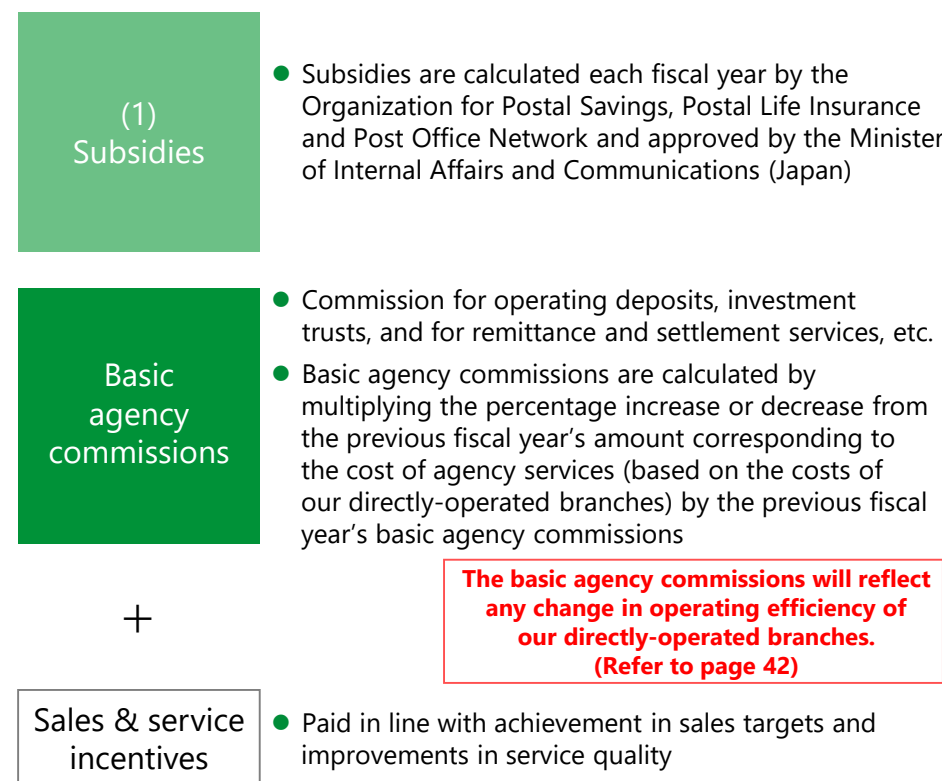 (1)
Subsidies
● Subsidies are calculated each fiscal year by the
Organization for Postal Savings, Postal Life Insurance
and Post Office Network and approved by the Minister
of Internal Affairs and Communications (Japan)
Basic
agency
commissions
● Commission for operating deposits, investment
trusts, and for remittance and settlement services, etc.
● Basic agency commissions are calculated by
multiplying the percentage increase or decrease from
the previous fiscal year’s amount corresponding to
the cost of agency services (based on the costs of
our directly-operated branches) by the previous fiscal
year’s basic agency commissions
The basic agency commissions will reflect
any change in operating efficiency of
our directly-operated branches.
(Refer to page 42)
+
Sales & service
incentives
● Paid in line with achievement in sales targets and
improvements in service quality